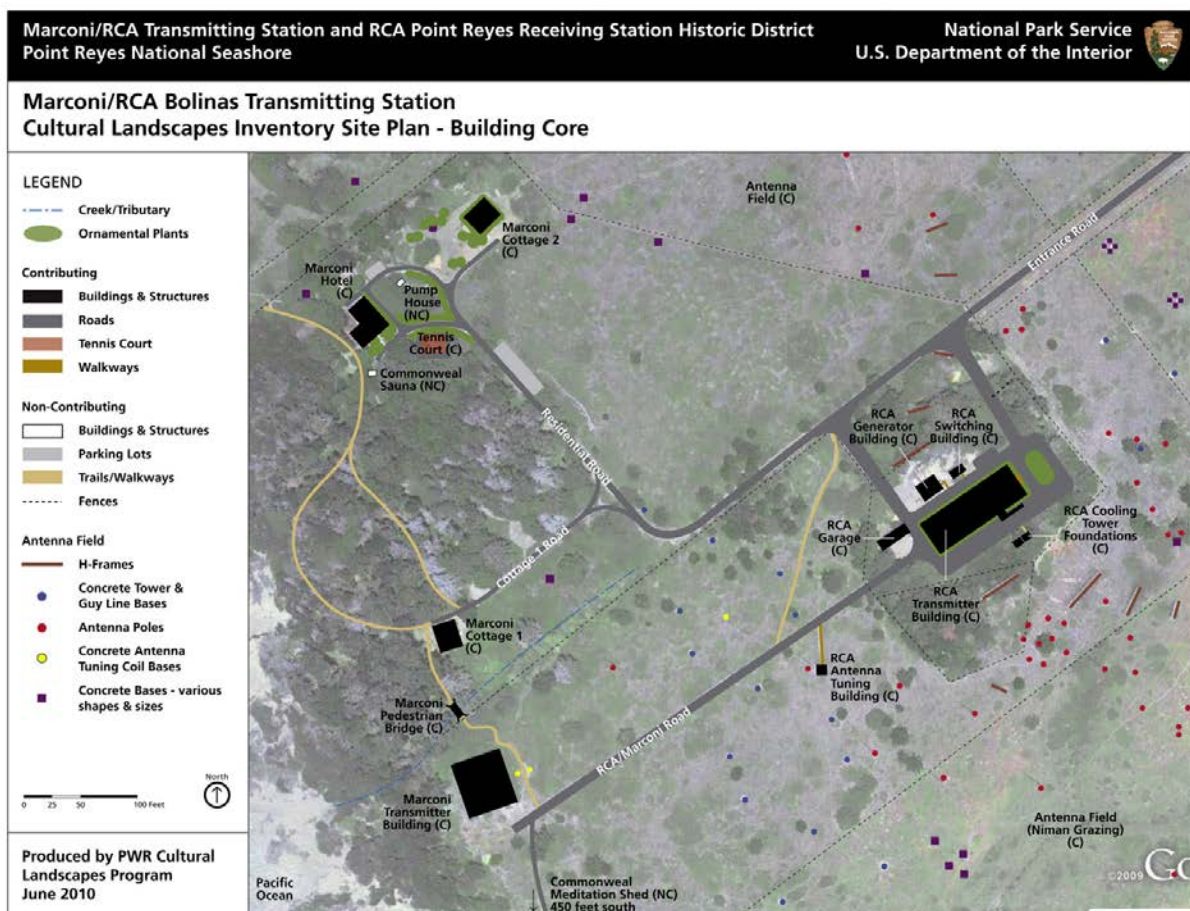 Marconi/RCA Transmitting Station and RCA Point Reyes Receiving Station Historic District
Point Reyes National Seashore
National Park Service
U.S. Department of the Interior
Marconi/RCA Bolinas Transmitting Station
Cultural Landscapes Inventory Site Plan - Building Core
LEGEND
Creek/Tributary
Ornamental Plants
Contributing
Buildings & Structures
Roads
Tennis Court
Walkways
Non-Contributing
Buildings & Structures
Parking Lots
Trails/Walkways
Fences
Antenna Field
H-Frames
Concrete Tower &
Guy Line Bases
Antenna Poles
Concrete Antenna
Tuning Coil Bases
Concrete Bases - various
shapes & sizes
North
0 25 50 100 Feet
Produced by PWR Cultural
Landscapes Program
June 2010
Antenna
Field (C)
Entrance Road
Marconi
Cottage 2
(C)
Marconi
Hotel
(C)
Pump
House
(NC)
Tennis
Court (C)
Commonweal
Sauna (NC)
Residential Road
RCA
Generator
Building (C)
RCA
Switching
Building (C)
RCA Cooling
Tower
Foundations
(C)
RCA
Garage
(C)
RCA
Transmitter
Building (C)
Cottage 1 Road
Marconi
Cottage 1
(C)
RCA
Antenna
Tuning
Building (C)
Marconi
Pedestrian
Bridge (C)
RCA/Marconi Road
Marconi
Transmitter
Building (C)
Antenna Field
(Niman Grazing)
(C)
Pacific
Ocean
Commonweal
Meditation Shed (NC)
450 feet south
©2009 Go